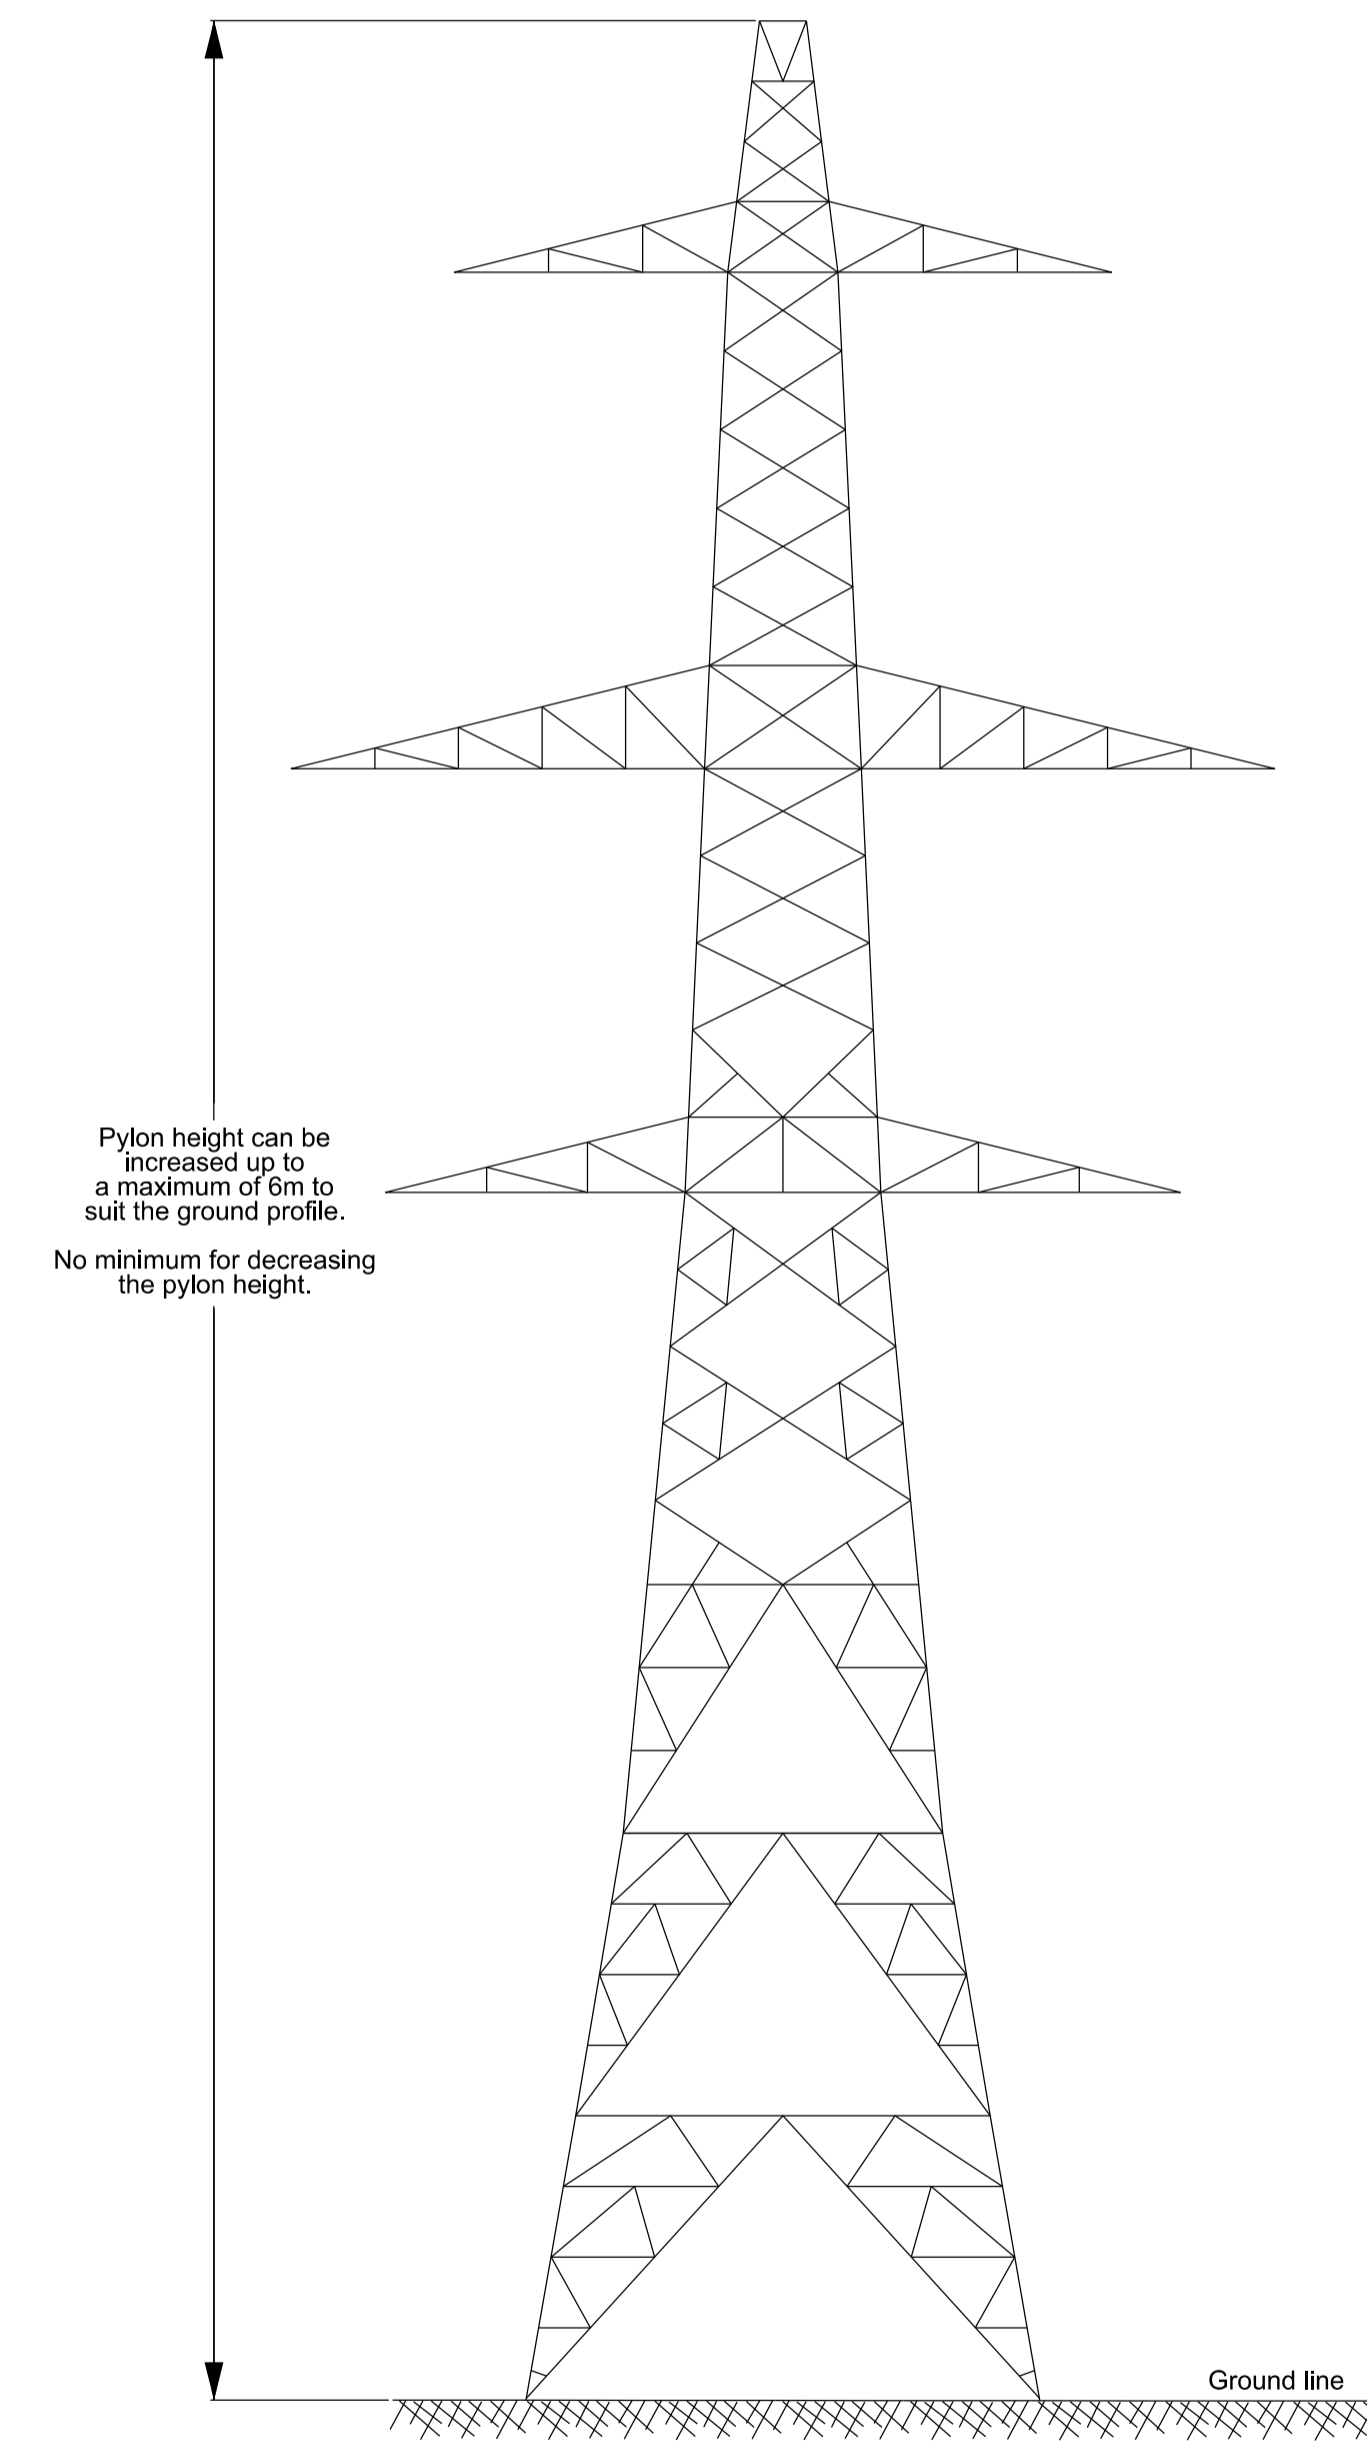 Pylon height can be
increased up to
a maximum of 6m to
suit the ground profile.
No minimum for decreasing
the pylon height.
Ground line